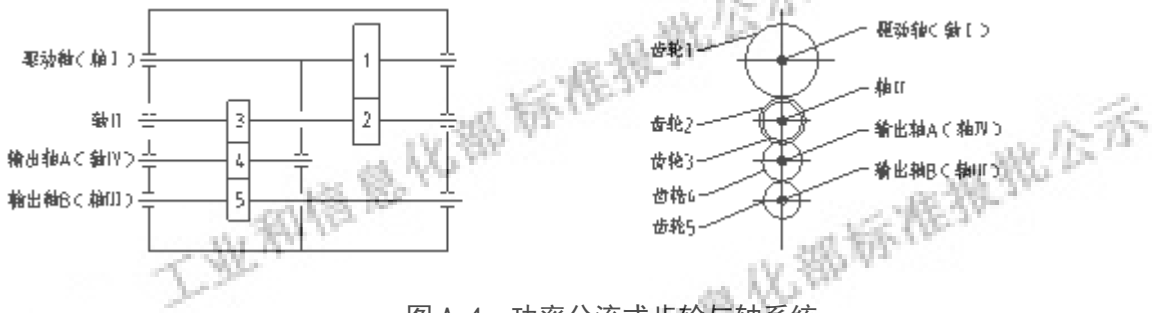 驱动轴(轴I)
轴II
输出轴A(轴IV)
输出轴B(轴III)
1
2
3
4
5
齿轮1
齿轮2
齿轮3
齿轮4
齿轮5
驱动轴(轴I)
轴II
输出轴A(轴IV)
输出轴B(轴III)
工业和信息化部标准报批公示
信息化部标准报批公示
图 A.4 功率分流式齿轮与轴系统